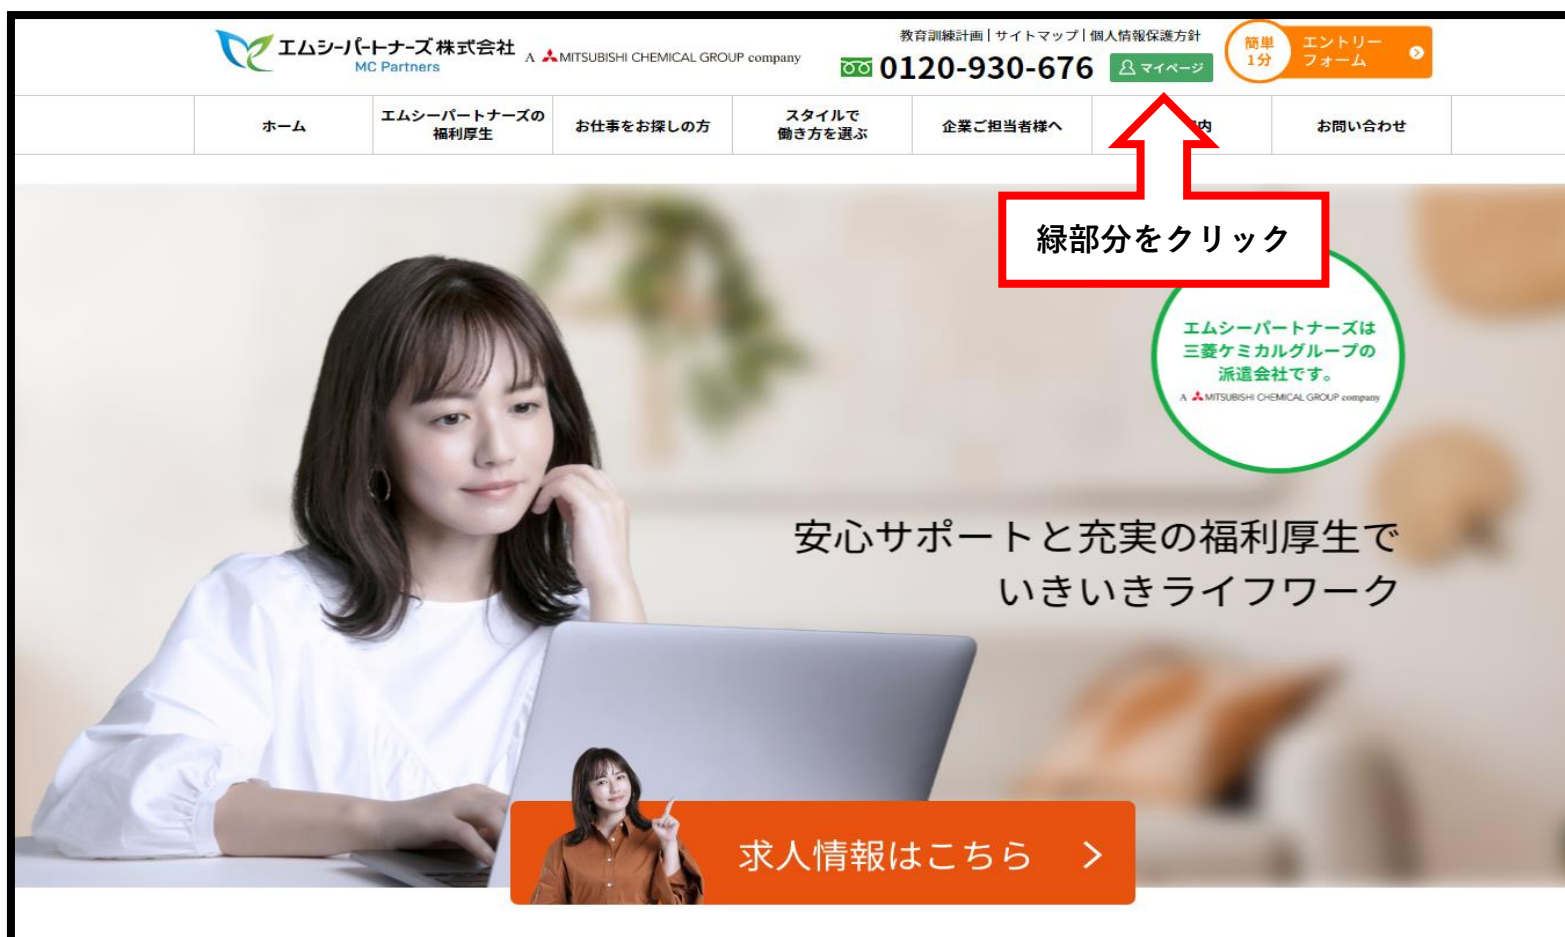 エムシーパートナーズ株式会社
MC Partners
A MITSUBISHI CHEMICAL GROUP company
教育訓練計画 | サイトマップ | 個人情報保護方針
0120-930-676
マイページ
簡単
1分
エントリー
フォーム
ホーム
エムシーパートナーズの
福利厚生
お仕事をお探しの方
スタイルで
働き方を選ぶ
企業ご担当者様へ
内
お問い合わせ
緑部分をクリック
エムシーパートナーズは
三菱ケミカルグループの
派遣会社です。
A MITSUBISHI CHEMICAL GROUP company
安心サポートと充実の福利厚生で
いきいきライフワーク
求人情報はこちら